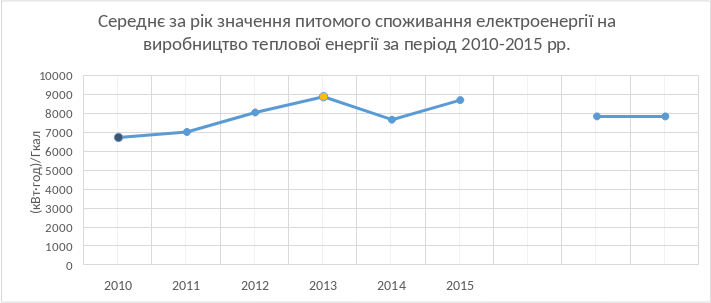 Середнє за рік значення питомого споживання електроенергії на
виробництво теплової енергії за період 2010-2015 рр.
(кВт·год)/Гкал
10000
9000
8000
7000
6000
5000
4000
3000
2000
1000
0
2010 2011 2012 2013 2014 2015